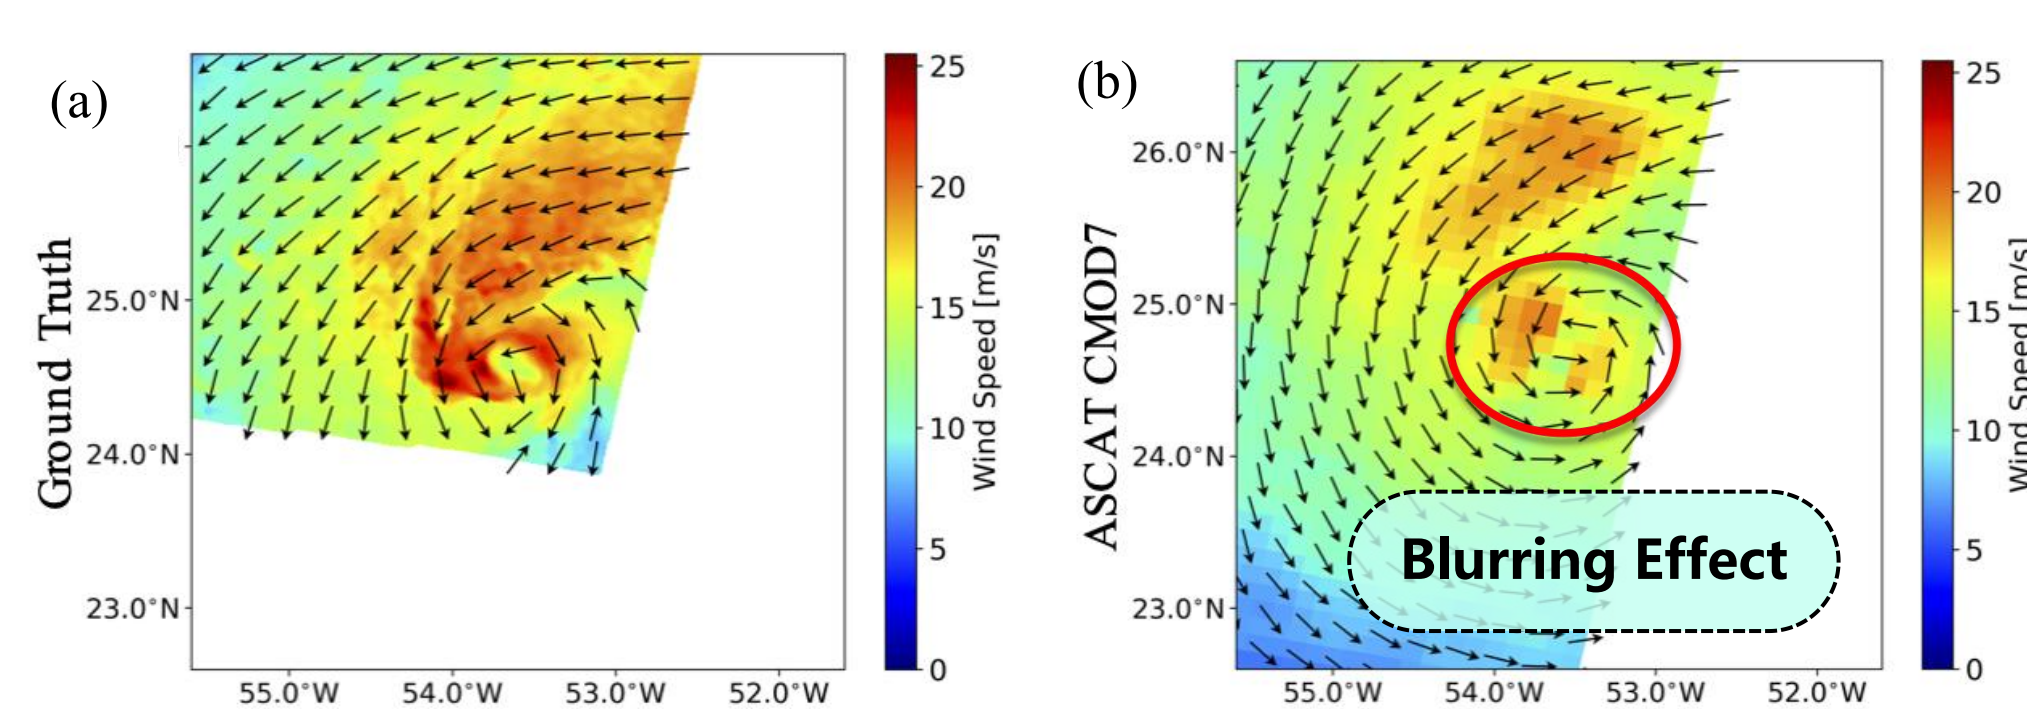 (a)
Ground Truth
25.0°N
24.0°N
23.0°N
55.0°W
54.0°W
53.0°W
52.0°W
25
20
15
10
5
0
Wind Speed [m/s]
(b)
ASCAT CMOD7
26.0°N
25.0°N
24.0°N
23.0°N
55.0°W
54.0°W
53.0°W
52.0°W
Blurring Effect
25
20
15
10
5
0
Wind Speed [m/s]